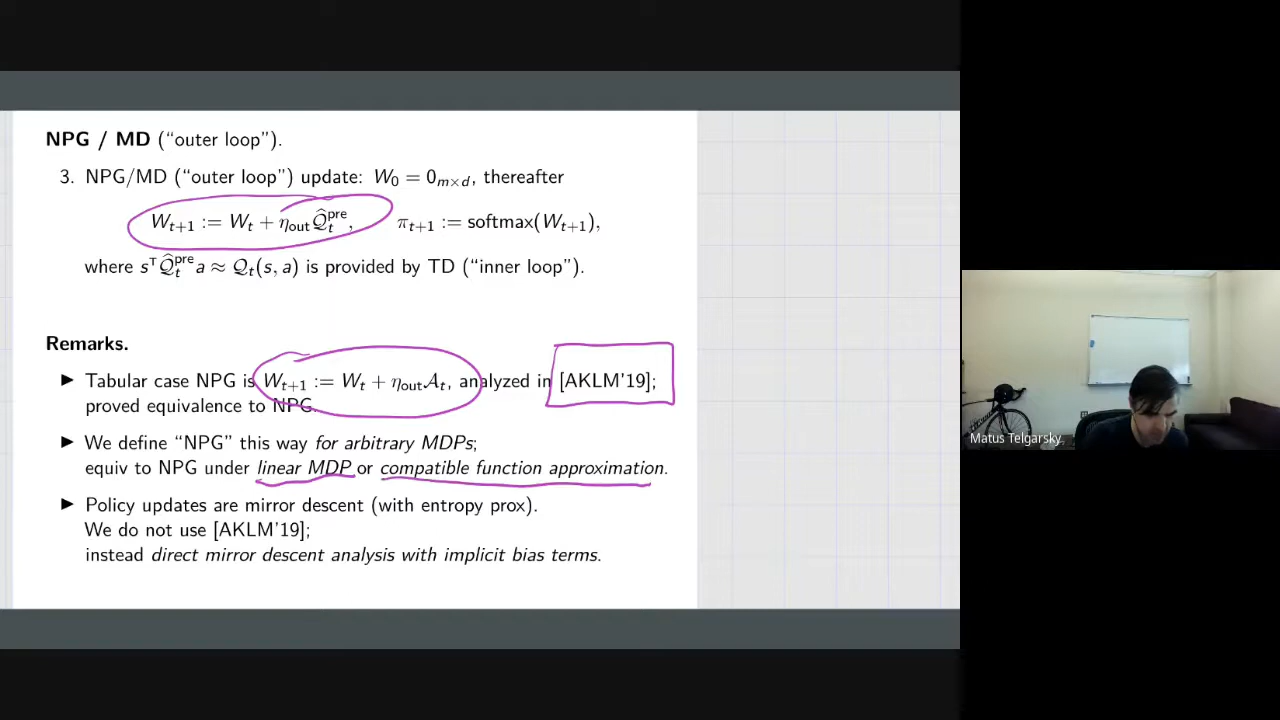 NPG / MD (“outer loop”).
3. NPG/MD (“outer loop”) update: W₀ = 0ₘₓd, thereafter
Wₜ₊₁ := Wₜ + ηout Q̂ₜᵖʳᵉ, πₜ₊₁ := softmax(Wₜ₊₁),
where sᵀQ̂ₜᵖʳᵉa ≈ Qₜ(s, a) is provided by TD (“inner loop”).
Remarks.
▶ Tabular case NPG is Wₜ₊₁ := Wₜ + ηout Aₜ, analyzed in [AKLM’19];
proved equivalence to NPG.
▶ We define “NPG” this way for arbitrary MDPs;
equiv to NPG under linear MDP or compatible function approximation.
▶ Policy updates are mirror descent (with entropy prox).
We do not use [AKLM’19];
instead direct mirror descent analysis with implicit bias terms.
Matus Telgarsky